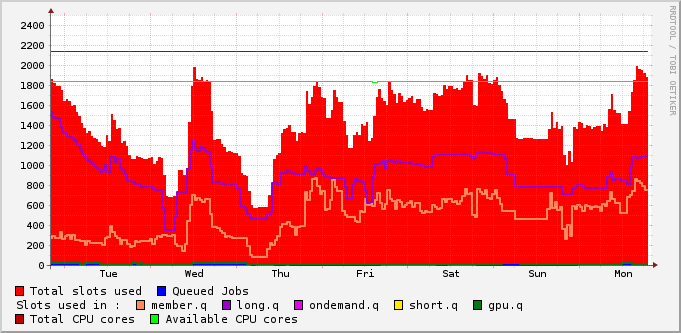 2400
2200
2000
1800
1600
1400
1200
1000
800
600
400
200
0
Tue Wed Thu Fri Sat Sun Mon
Total slots used Queued Jobs
Slots used in : member.q long.q ondemand.q short.q gpu.q
Total CPU cores Available CPU cores
RRDTOOL / TOBI OETIKER